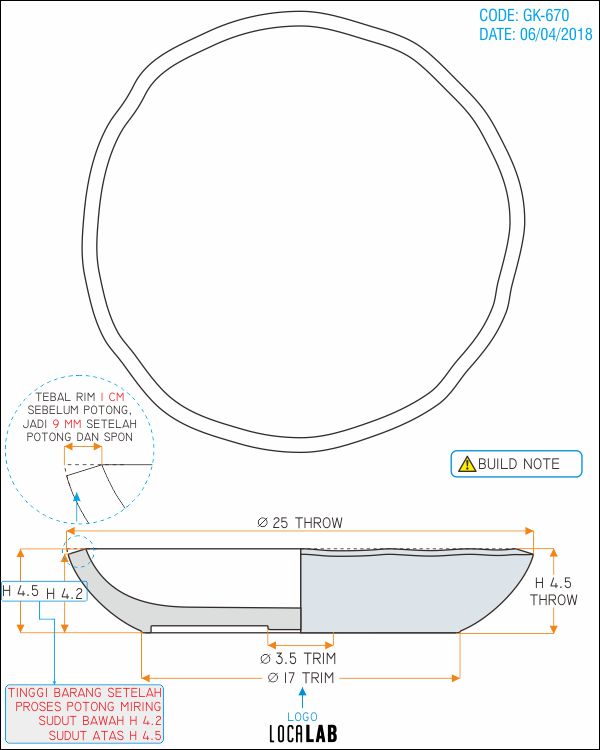 CODE: GK-670
DATE: 06/04/2018
TEBAL RIM 1 CM
SEBELUM POTONG,
JADI 9 MM SETELAH
POTONG DAN SPON
BUILD NOTE
Ø 25 THROW
H 4.5
H 4.2
H 4.5
THROW
Ø 3.5 TRIM
Ø 17 TRIM
TINGGI BARANG SETELAH
PROSES POTONG MIRING
SUDUT BAWAH H 4.2
SUDUT ATAS H 4.5
LOGO
LOCALAB